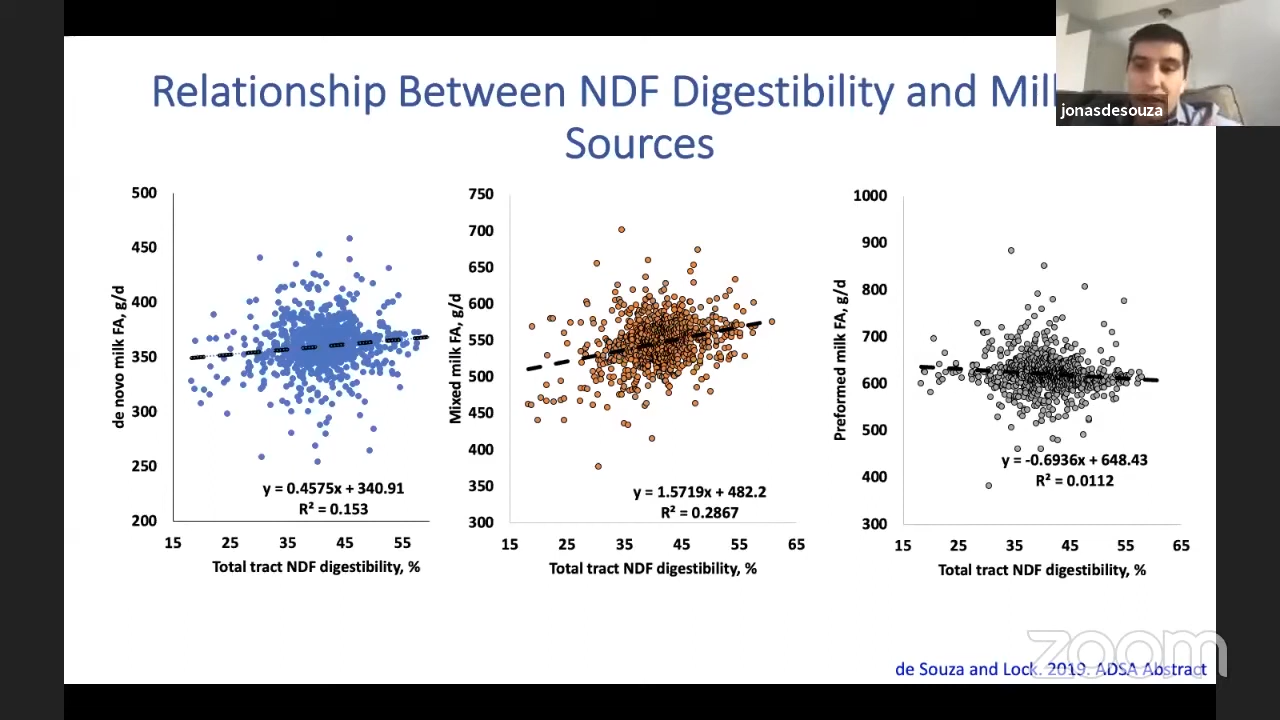 Relationship Between NDF Digestibility and Mil
Sources
jonasdesouza
500
450
400
350
300
250
200
de novo milk FA, g/d
y = 0.4575x + 340.91
R² = 0.153
15 25 35 45 55
Total tract NDF digestibility, %
750
700
650
600
550
500
450
400
350
300
Mixed milk FA, g/d
y = 1.5719x + 482.2
R² = 0.2867
15 25 35 45 55 65
Total tract NDF digestibility, %
1000
900
800
700
600
500
400
300
Preformed milk FA, g/d
y = -0.6936x + 648.43
R² = 0.0112
15 25 35 45 55 65
Total tract NDF digestibility, %
zoom
de Souza and Lock. 2019. ADSA Abstract